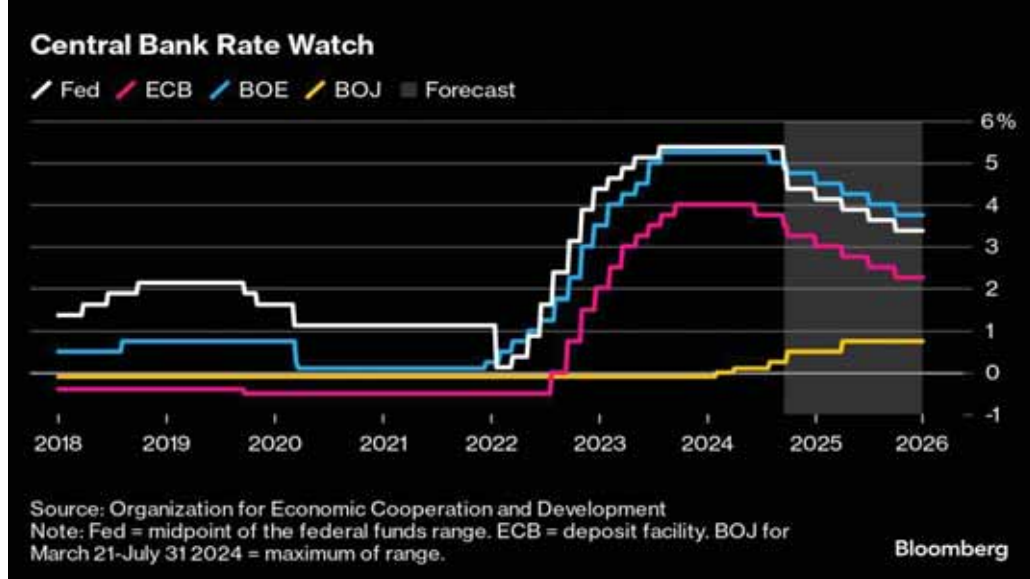 Central Bank Rate Watch
Fed ECB BOE BOJ Forecast
6%
5
4
3
2
1
0
-1
2018 2019 2020 2021 2022 2023 2024 2025 2026
Source: Organization for Economic Cooperation and Development
Note: Fed = midpoint of the federal funds range. ECB = deposit facility. BOJ for
March 21-July 31 2024 = maximum of range.
Bloomberg